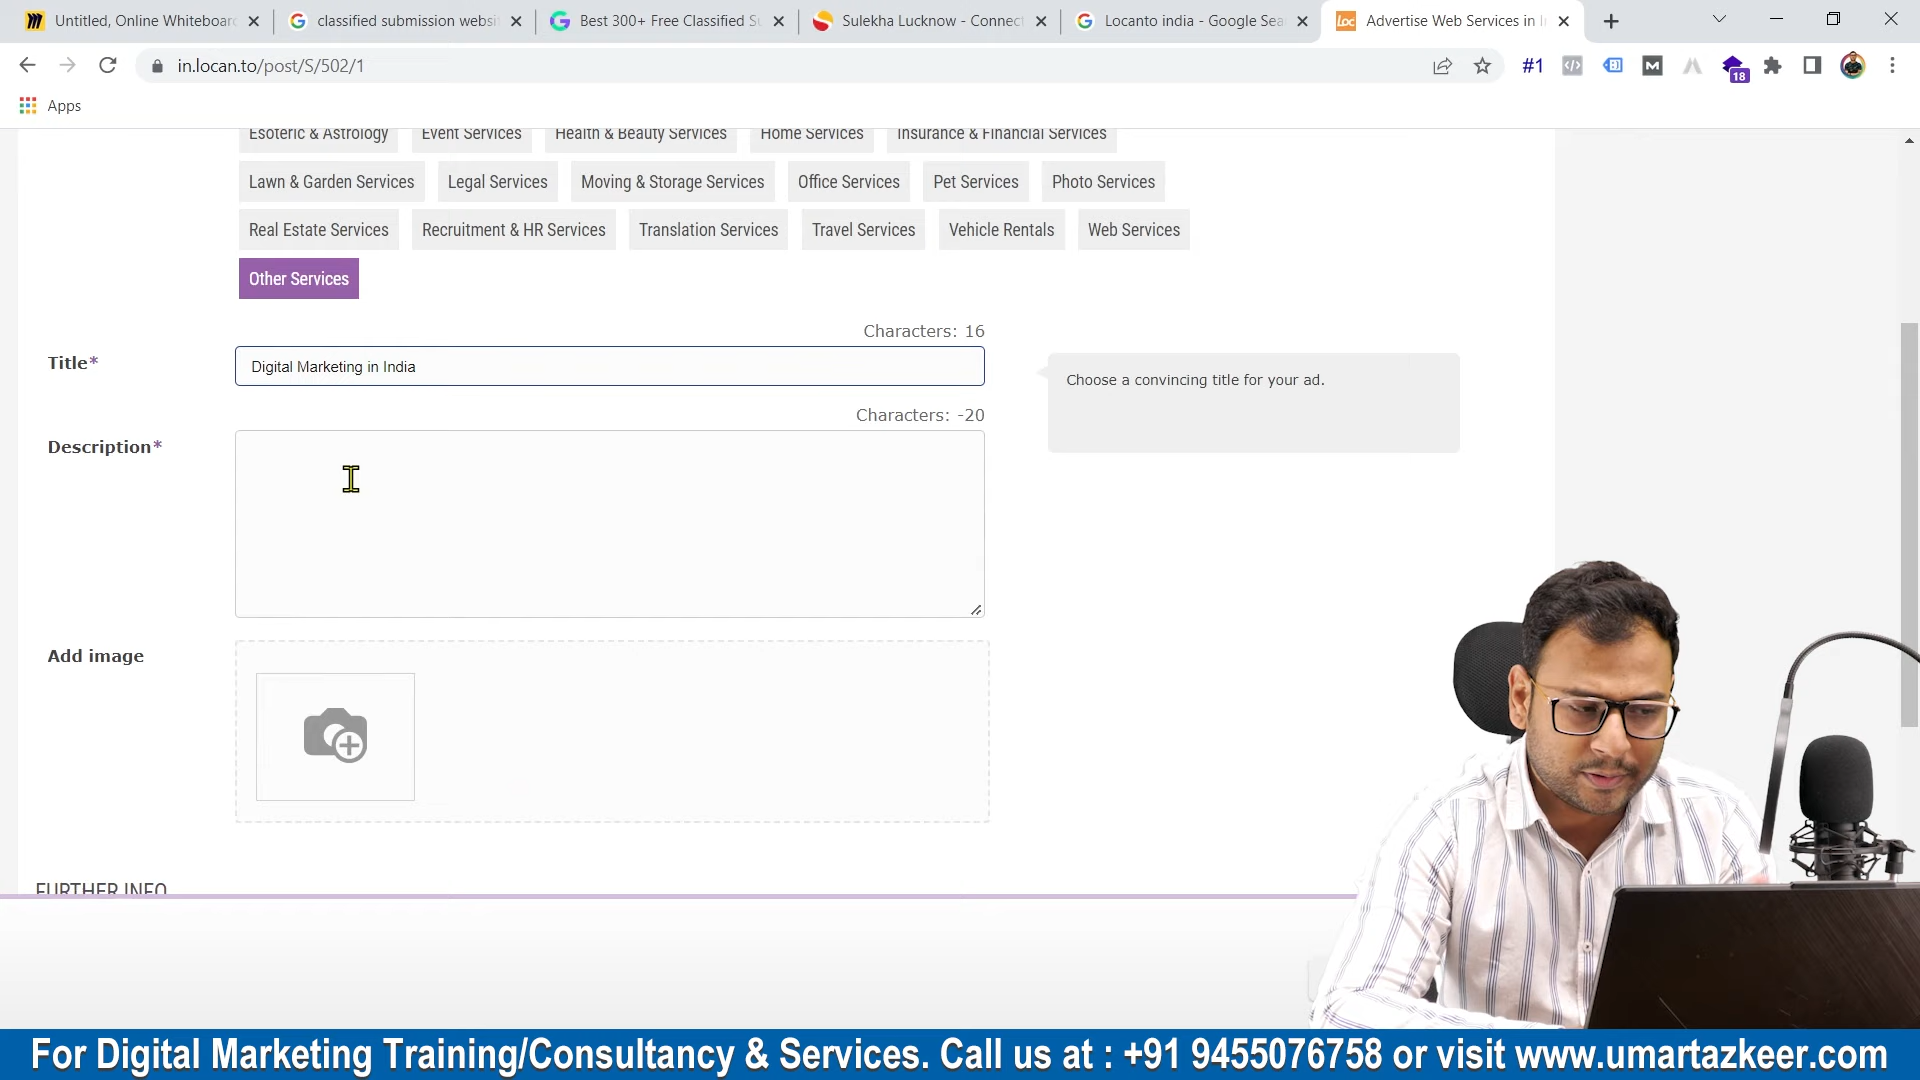 Untitled, Online Whiteboard
classified submission websi
Best 300+ Free Classified Su
Sulekha Lucknow - Connect
Locanto india - Google Sea
Loc
Advertise Web Services in I
in.locan.to/post/S/502/1
#1
18
Apps
Esoteric & Astrology
Event Services
Health & Beauty Services
Home Services
Insurance & Financial Services
Lawn & Garden Services
Legal Services
Moving & Storage Services
Office Services
Pet Services
Photo Services
Real Estate Services
Recruitment & HR Services
Translation Services
Travel Services
Vehicle Rentals
Web Services
Other Services
Characters: 16
Title*
Digital Marketing in India
Choose a convincing title for your ad.
Characters: -20
Description*
Add image
FURTHER INFO
For Digital Marketing Training/Consultancy & Services. Call us at : +91 9455076758 or visit www.umartazkeer.com